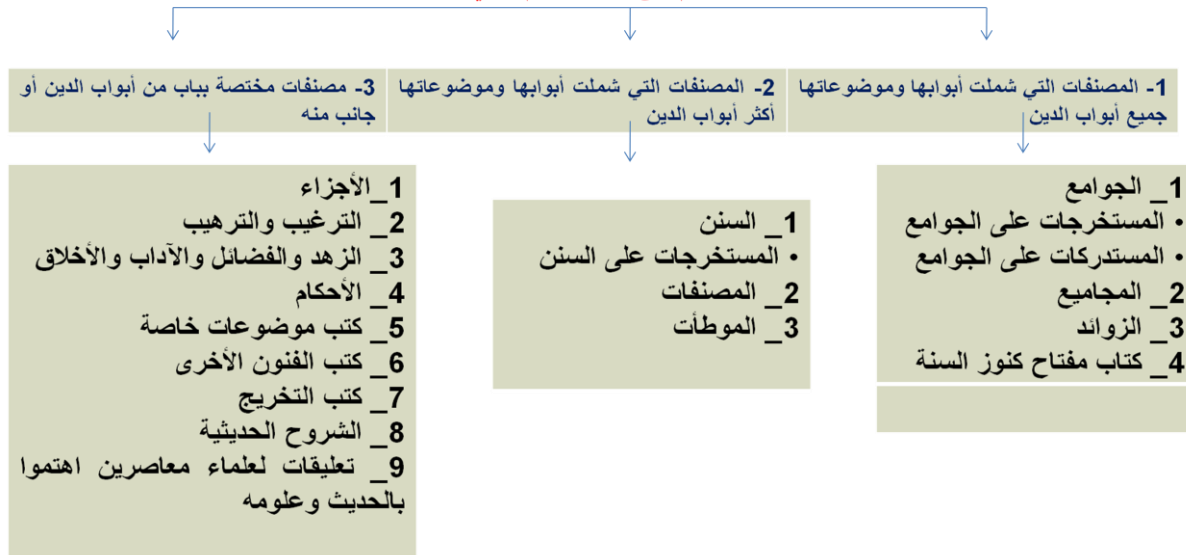 1- المصنفات التي شملت أبوابها وموضوعاتها
جميع أبواب الدين
2- المصنفات التي شملت أبوابها وموضوعاتها
أكثر أبواب الدين
3- مصنفات مختصة بباب من أبواب الدين أو
جانب منه
1_ الجوامع
• المستخرجات على الجوامع
• المستدركات على الجوامع
2_ المجاميع
3_ الزوائد
4_ كتاب مفتاح كنوز السنة
1_ السنن
• المستخرجات على السنن
2_ المصنفات
3_ الموطأت
1_الأجزاء
2_ الترغيب والترهيب
3_ الزهد والفضائل والآداب والأخلاق
4_ الأحكام
5_ كتب موضوعات خاصة
6_ كتب الفنون الأخرى
7_ كتب التخريج
8_ الشروح الحديثية
9_ تعليقات لعلماء معاصرين اهتموا
بالحديث وعلومه